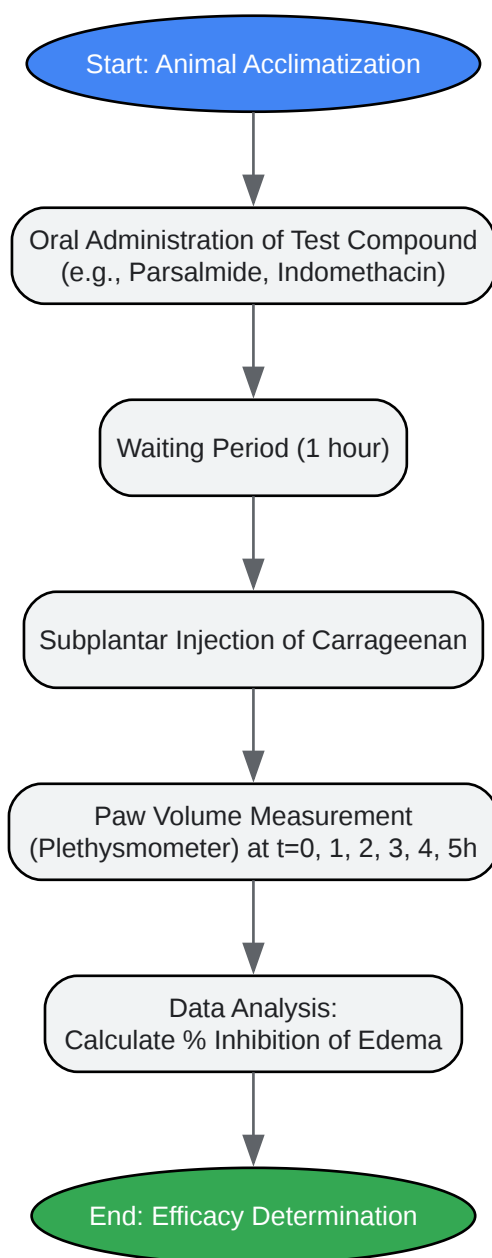 Start: Animal Acclimatization
Oral Administration of Test Compound
(e.g., Parsalmide, Indomethacin)
Waiting Period (1 hour)
Subplantar Injection of Carrageenan
Paw Volume Measurement
(Plethysmometer) at t=0, 1, 2, 3, 4, 5h
Data Analysis:
Calculate % Inhibition of Edema
End: Efficacy Determination